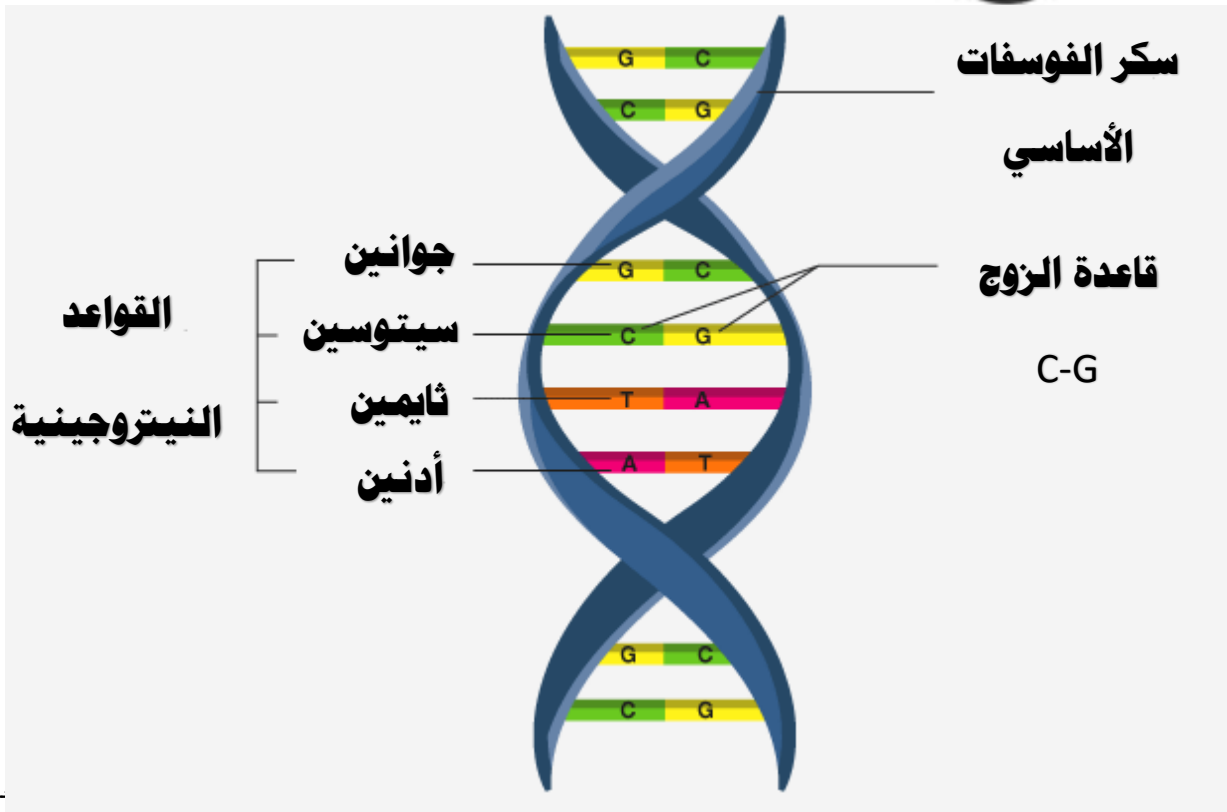 G C
سكر الفوسفات
C G
الأساسي
جوانين
G C
قاعدة الزوج
القواعد
سيتوسين
C G
C-G
ثايمين
T A
النيتروجينية
أدنين
A T
G C
C G